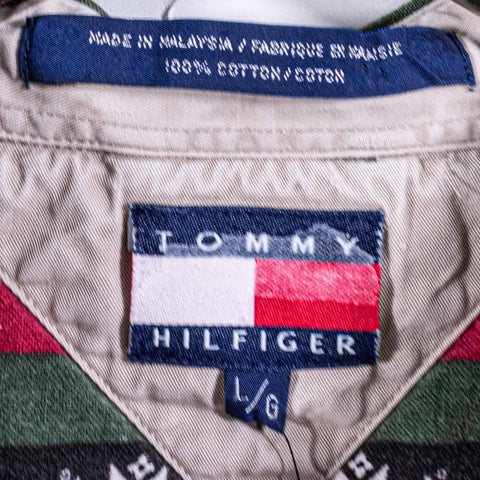 MADE IN MALAYSIA / FABRIQUE EN MALAISIE
100% COTTON / COTON
TOMMY
HILFIGER
L/G